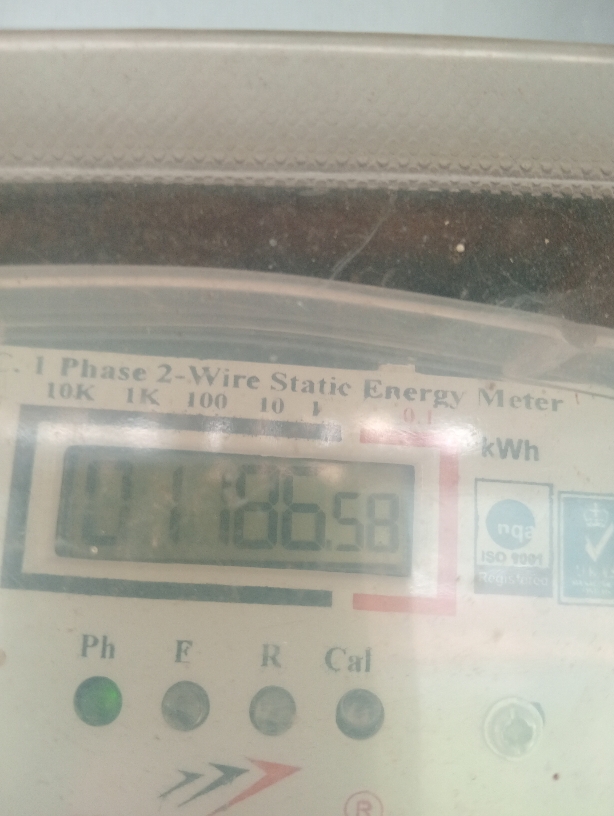 1 Phase 2-Wire Static Energy Meter
10K 1K 100 10 1 0.1
kWh
.58
nqa
ISO 9001
Registered
Ph E R Cal
®